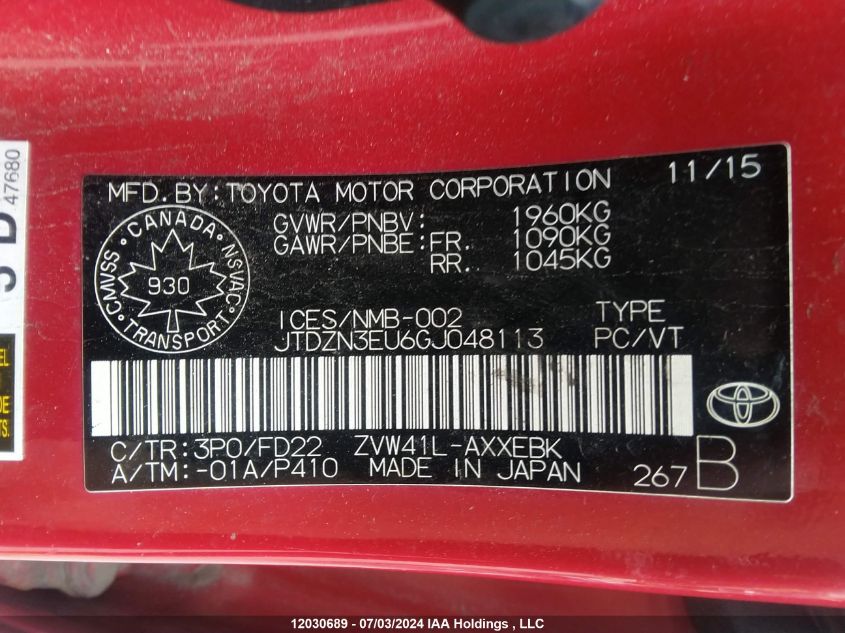 MFD.BY:TOYOTA MOTOR CORPORATION 11/15
GVWR/PNBV: 1960KG
GAWR/PNBE:FR. 1090KG
RR. 1045KG
CANADA
CMVSS NSVAC
930
TRANSPORT
ICES/NMB-002 TYPE
JTDZN3EU6GJ048113 PC/VT
C/TR:3P0/FD22 ZVW41L-AXXEBK
A/TM:-01A/P410 MADE IN JAPAN 267 B
47680
12030689 - 07/03/2024 IAA Holdings , LLC